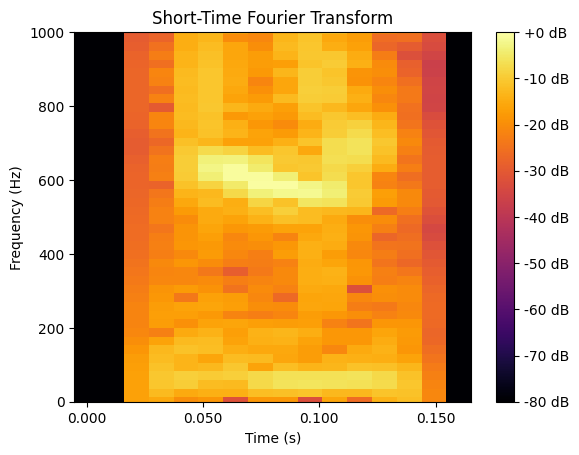 Short-Time Fourier Transform
1000
800
600
400
200
0
Frequency (Hz)
0.000
0.050
0.100
0.150
Time (s)
+0 dB
-10 dB
-20 dB
-30 dB
-40 dB
-50 dB
-60 dB
-70 dB
-80 dB